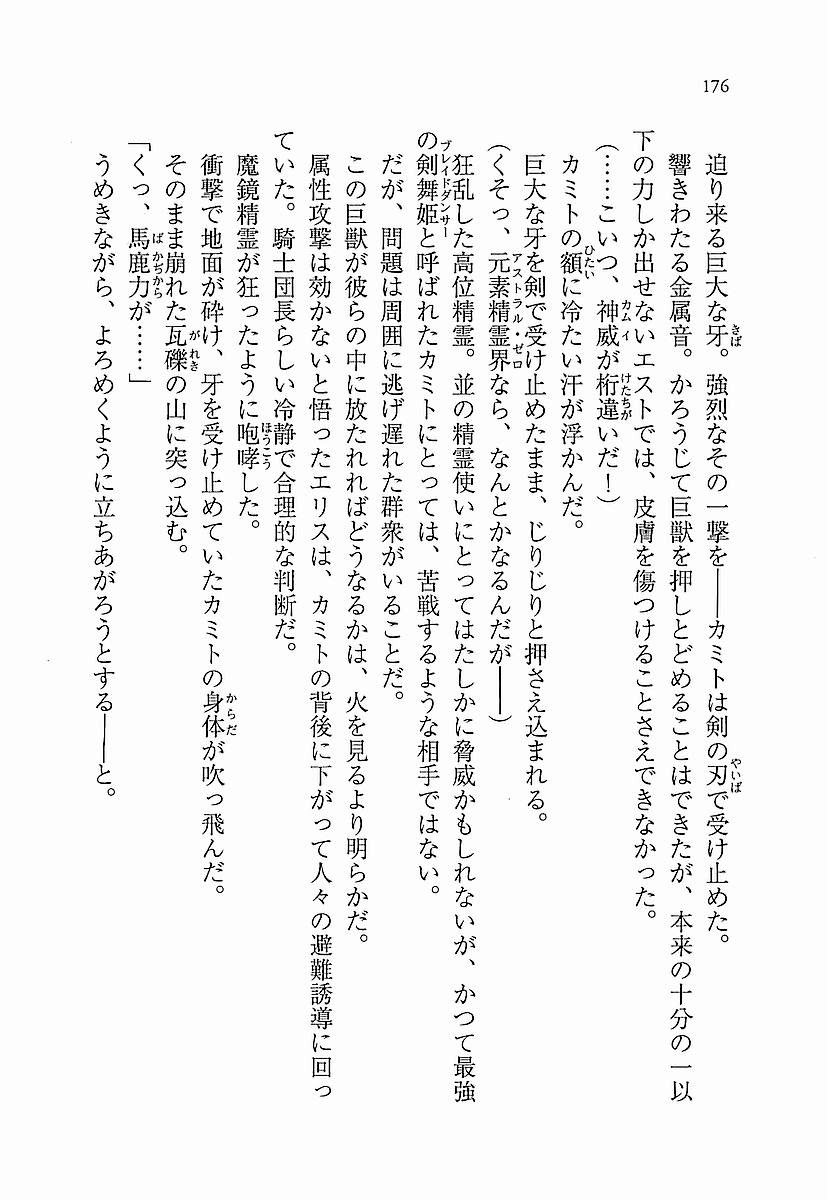 176
迫り来る巨大な牙。強烈なその一撃を――カミトは剣の刃で受け止めた。
響きわたる金属音。かろうじて巨獣を押しとどめることはできたが、本来の十分の一以
下の力しか出せないエストでは、皮膚を傷つけることさえできなかった。
（……こいつ、神威が桁違いだ！）
カミトの額に冷たい汗が浮かんだ。
巨大な牙を剣で受け止めたまま、じりじりと押さえ込まれる。
（くそっ、元素精霊界なら、なんとかなるんだが――）
狂乱した高位精霊。並の精霊使いにとってはたしかに脅威かもしれないが、かつて最強
の剣舞姫と呼ばれたカミトにとっては、苦戦するような相手ではない。
だが、問題は周囲に逃げ遅れた群衆がいることだ。
この巨獣が彼らの中に放たれればどうなるかは、火を見るより明らかだ。
属性攻撃は効かないと悟ったエリスは、カミトの背後に下がって人々の避難誘導に回っ
ていた。騎士団長らしい冷静で合理的な判断だ。
魔鏡精霊が狂ったように咆哮した。
衝撃で地面が砕け、牙を受け止めていたカミトの身体が吹っ飛んだ。
そのまま崩れた瓦礫の山に突っ込む。
「くっ、馬鹿力が……」
うめきながら、よろめくように立ちあがろうとする――と。